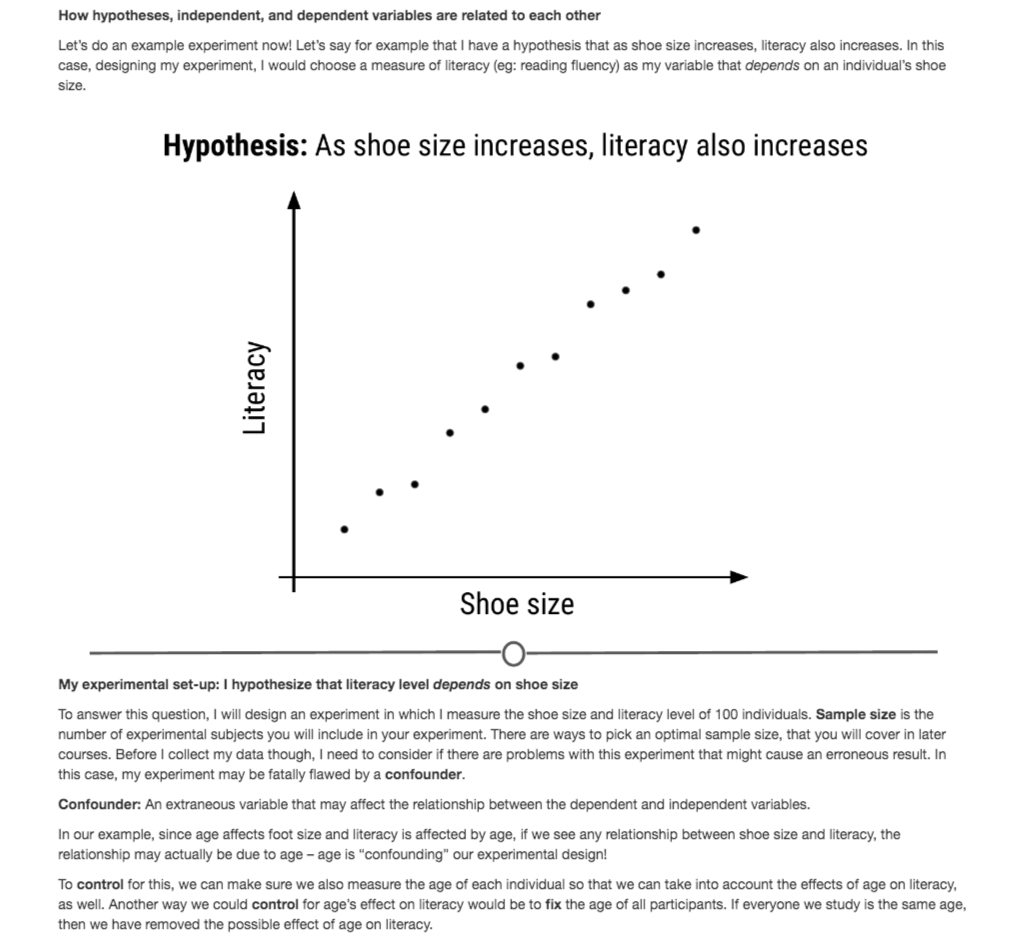 How hypotheses, independent, and dependent variables are related to each other
Let's do an example experiment now! Let's say for example that I have a hypothesis that as shoe size increases, literacy also increases. In this
case, designing my experiment, I would choose a measure of literacy (eg: reading fluency) as my variable that depends on an individual's shoe
size.
Hypothesis: As shoe size increases, literacy also increases
Literacy
Shoe size
My experimental set-up: I hypothesize that literacy level depends on shoe size
To answer this question, I will design an experiment in which I measure the shoe size and literacy level of 100 individuals. Sample size is the
number of experimental subjects you will include in your experiment. There are ways to pick an optimal sample size, that you will cover in later
courses. Before I collect my data though, I need to consider if there are problems with this experiment that might cause an erroneous result. In
this case, my experiment may be fatally flawed by a confounder.
Confounder: An extraneous variable that may affect the relationship between the dependent and independent variables.
In our example, since age affects foot size and literacy is affected by age, if we see any relationship between shoe size and literacy, the
relationship may actually be due to age – age is "confounding" our experimental design!
To control for this, we can make sure we also measure the age of each individual so that we can take into account the effects of age on literacy,
as well. Another way we could control for age's effect on literacy would be to fix the age of all participants. If everyone we study is the same age,
then we have removed the possible effect of age on literacy.